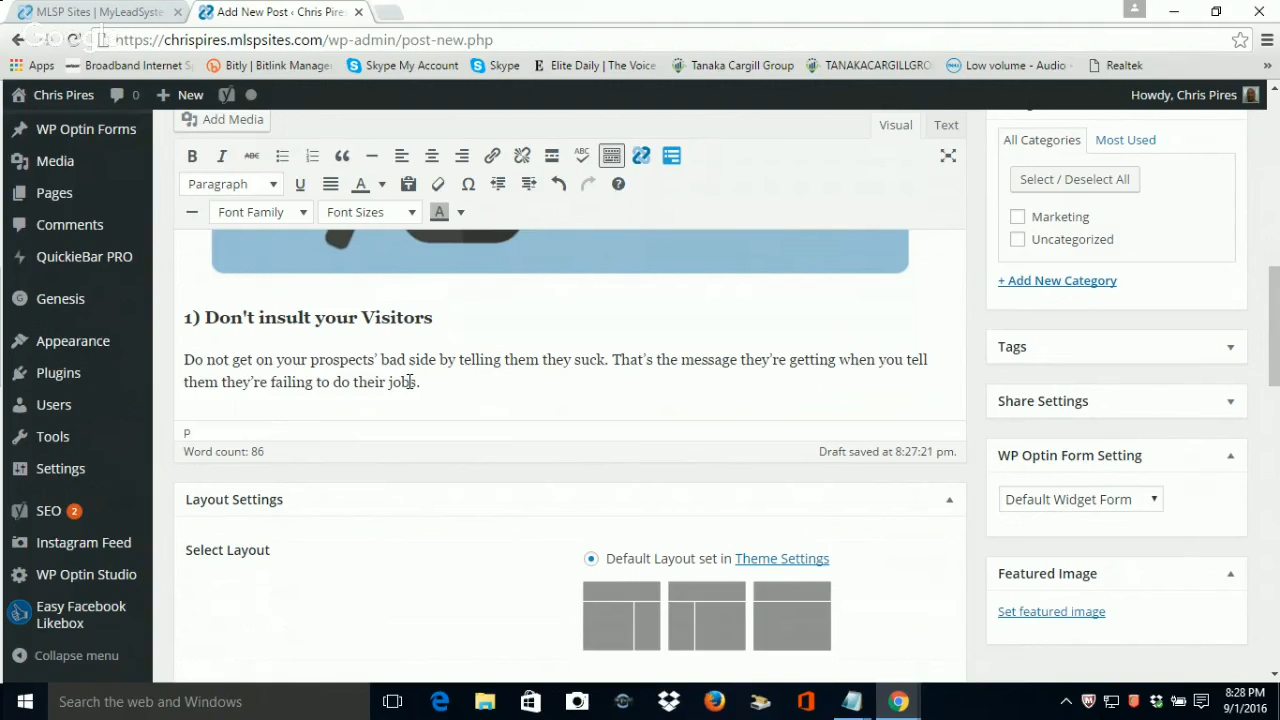 MLSP Sites | MyLeadSyste
Add New Post ‹ Chris Pires
Google
https://chrispires.mlspsites.com/wp-admin/post-new.php
Apps
Broadband Internet S
Bitly | Bitlink Manage
Skype My Account
Skype
E Elite Daily | The Voice
Tanaka Cargill Group
TANAKACARGILLGRO
Low volume - Audio
Realtek
»
Chris Pires
0
New
Howdy, Chris Pires
WP Optin Forms
Media
Pages
Comments
QuickieBar PRO
Genesis
Appearance
Plugins
Users
Tools
Settings
SEO 2
Instagram Feed
WP Optin Studio
Easy Facebook
Likebox
Collapse menu
Add Media
Visual
Text
B I ABC
Paragraph U A Ω
Font Family
Font Sizes
A
1) Don't insult your Visitors
Do not get on your prospects’ bad side by telling them they suck. That’s the message they’re getting when you tell
them they’re failing to do their jobs.
P
Word count: 86
Draft saved at 8:27:21 pm.
Layout Settings
Select Layout
Default Layout set in Theme Settings
All Categories
Most Used
Select / Deselect All
Marketing
Uncategorized
+ Add New Category
Tags
Share Settings
WP Optin Form Setting
Default Widget Form
Featured Image
Set featured image
Search the web and Windows
8:28 PM
9/1/2016